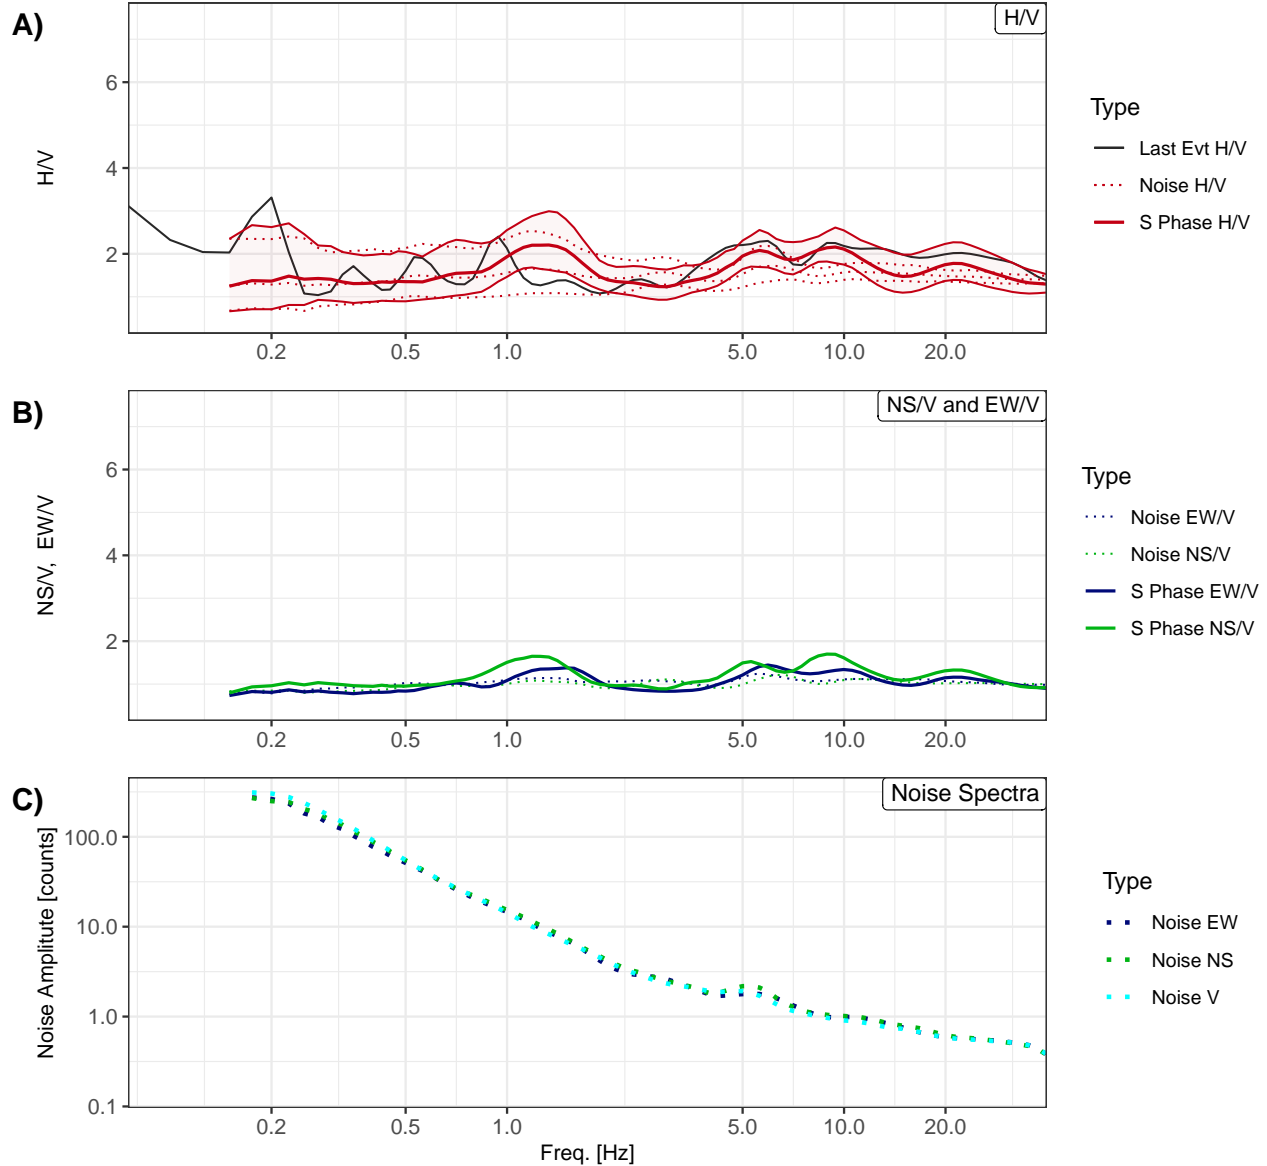 A)
H/V
6
4
2
H/V
0.2 0.5 1.0 5.0 10.0 20.0
Type
Last Evt H/V
Noise H/V
S Phase H/V
B)
NS/V and EW/V
6
4
2
NS/V, EW/V
0.2 0.5 1.0 5.0 10.0 20.0
Type
Noise EW/V
Noise NS/V
S Phase EW/V
S Phase NS/V
C)
Noise Spectra
100.0
10.0
1.0
0.1
Noise Amplitute [counts]
0.2 0.5 1.0 5.0 10.0 20.0
Freq. [Hz]
Type
Noise EW
Noise NS
Noise V